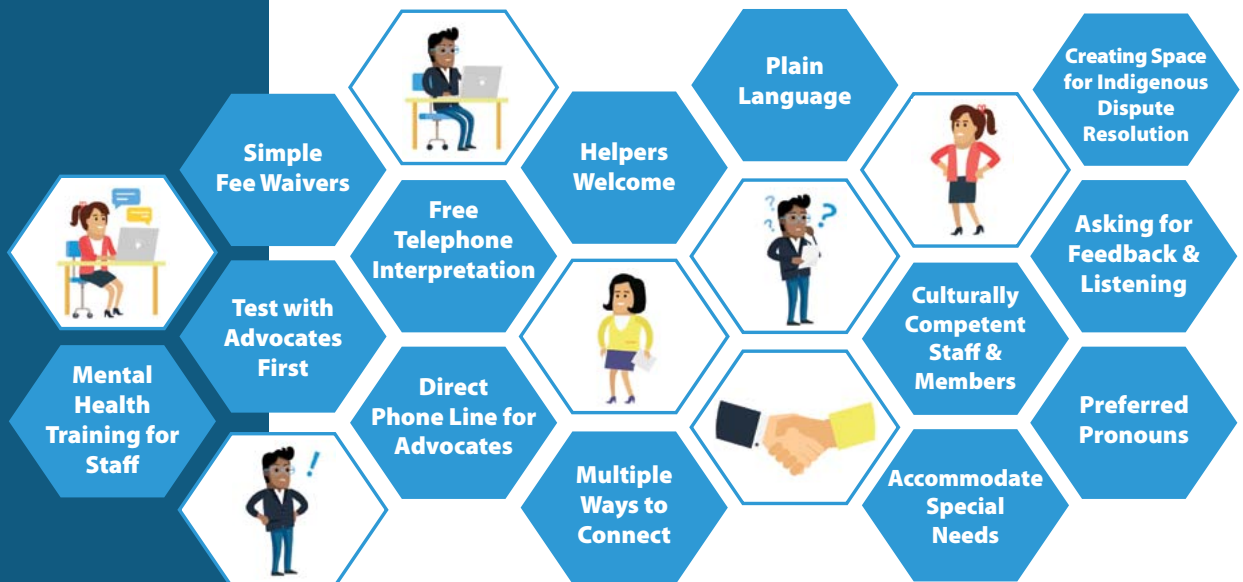 Mental
Health
Training for
Staff
Simple
Fee Waivers
Test with
Advocates
First
!
Free
Telephone
Interpretation
Direct
Phone Line for
Advocates
Helpers
Welcome
Multiple
Ways to
Connect
Plain
Language
? ? ?
Culturally
Competent
Staff &
Members
Accommodate
Special
Needs
Creating Space
for Indigenous
Dispute
Resolution
Asking for
Feedback &
Listening
Preferred
Pronouns